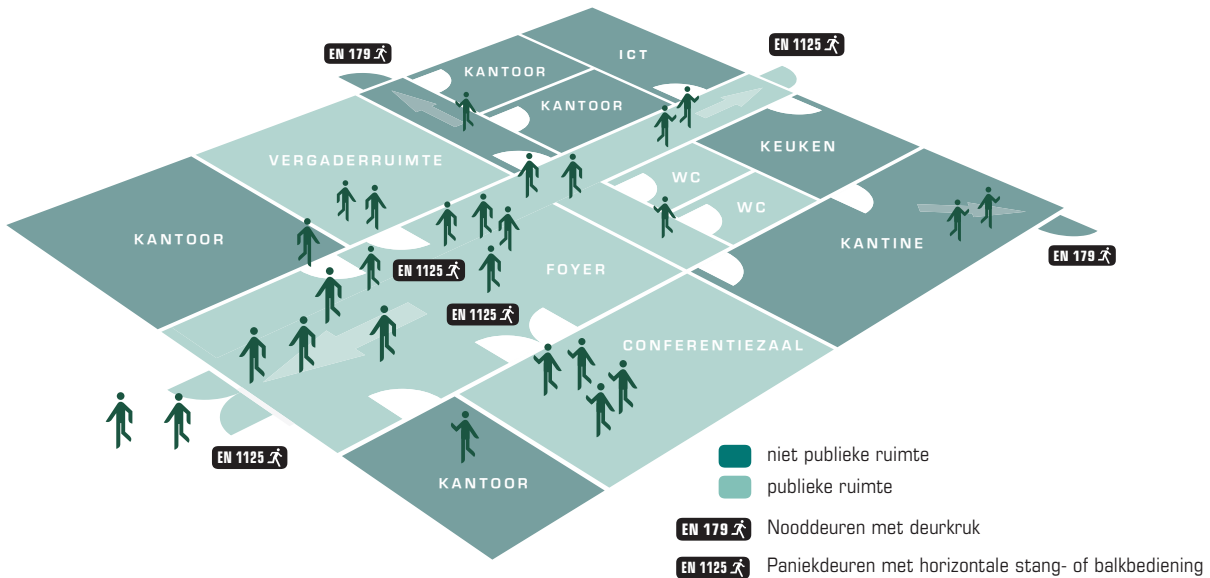 EN 179
EN 1125
ICT
KANTOOR
KANTOOR
VERGADERRUIMTE
KEUKEN
WC
WC
KANTOOR
KANTINE
EN 179
EN 1125
FOYER
EN 1125
CONFERENTIEZAAL
EN 1125
KANTOOR
niet publieke ruimte
publieke ruimte
EN 179 Nooddeuren met deurkruk
EN 1125 Paniekdeuren met horizontale stang- of balkbediening